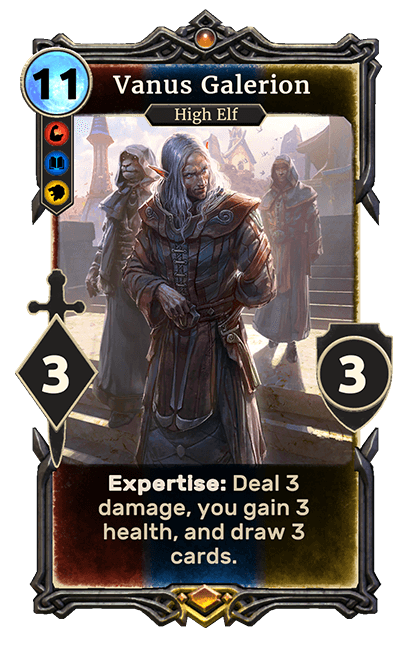 11
Vanus Galerion
High Elf
3
3
Expertise: Deal 3
damage, you gain 3
health, and draw 3
cards.